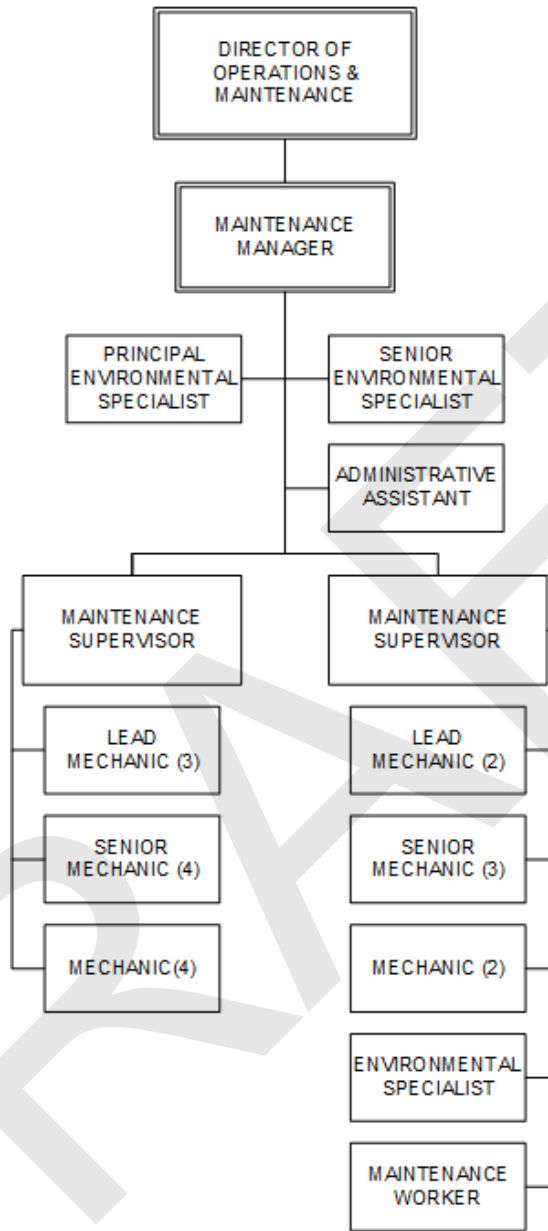 DIRECTOR OF
OPERATIONS &
MAINTENANCE
MAINTENANCE
MANAGER
PRINCIPAL
ENVIRONMENTAL
SPECIALIST
SENIOR
ENVIRONMENTAL
SPECIALIST
ADMINISTRATIVE
ASSISTANT
MAINTENANCE
SUPERVISOR
LEAD
MECHANIC (3)
SENIOR
MECHANIC (4)
MECHANIC(4)
MAINTENANCE
SUPERVISOR
LEAD
MECHANIC (2)
SENIOR
MECHANIC (3)
MECHANIC (2)
ENVIRONMENTAL
SPECIALIST
MAINTENANCE
WORKER